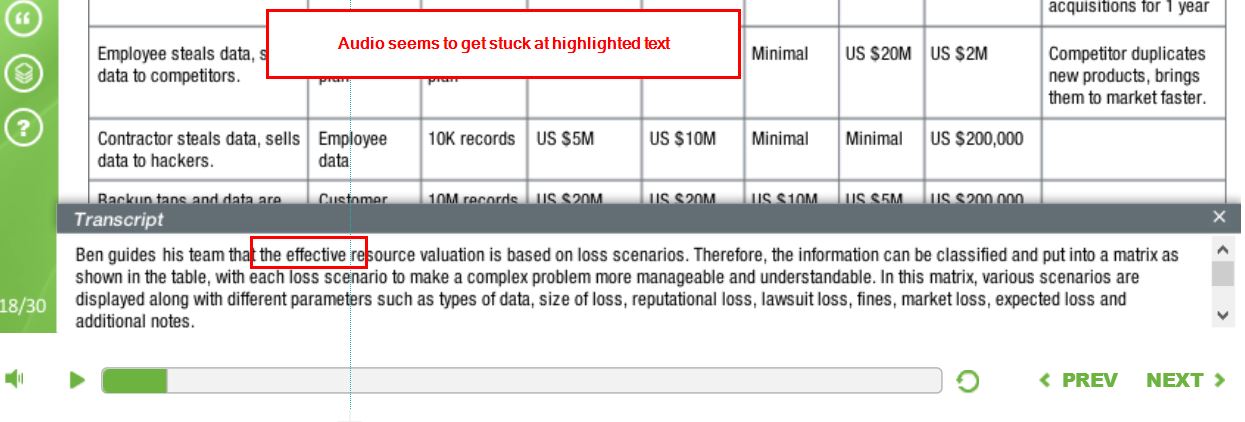 acquisitions for 1 year
Audio seems to get stuck at highlighted text
Employee steals data, s
data to competitors.
Minimal
US $20M
US $2M
Competitor duplicates
new products, brings
them to market faster.
Contractor steals data, sells
data to hackers.
Employee
data
10K records
US $5M
US $10M
Minimal
Minimal
US $200,000
Backup taps and data are
Customer
10M records
US $20M
US $20M
US $10M
US $5M
US $200,000
Transcript
Ben guides his team that the effective resource valuation is based on loss scenarios. Therefore, the information can be classified and put into a matrix as
shown in the table, with each loss scenario to make a complex problem more manageable and understandable. In this matrix, various scenarios are
displayed along with different parameters such as types of data, size of loss, reputational loss, lawsuit loss, fines, market loss, expected loss and
additional notes.
18/30
PREV
NEXT